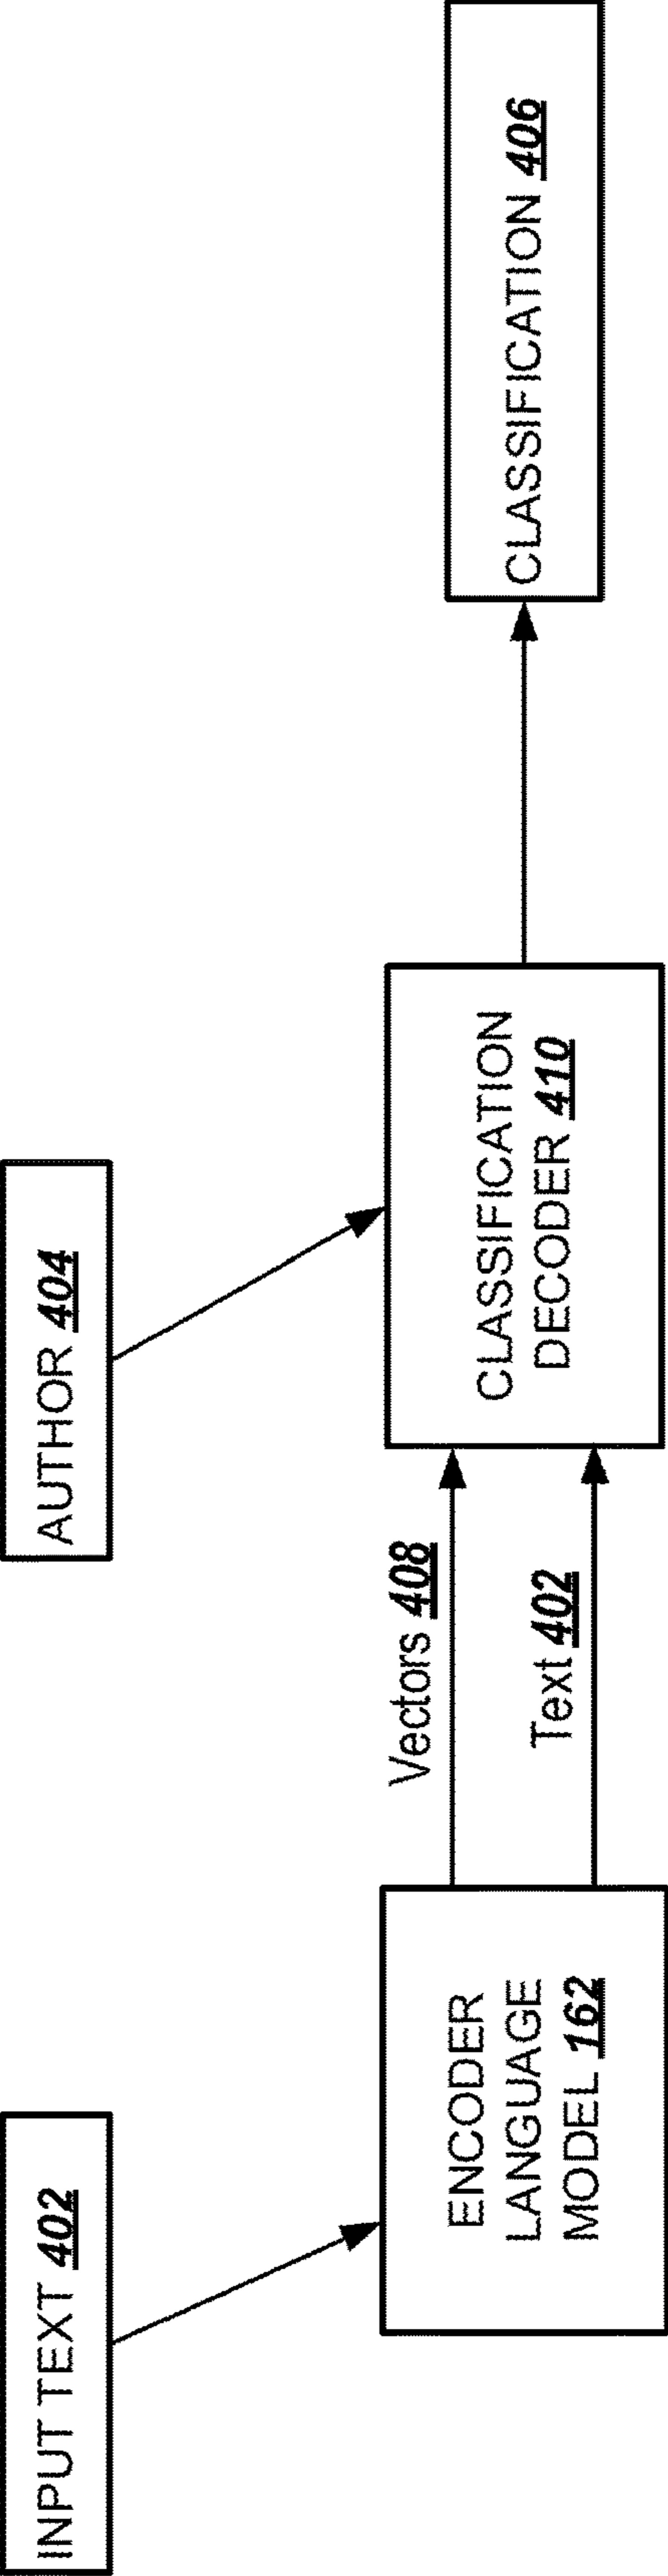 INPUT TEXT 402
AUTHOR 404
ENCODER
LANGUAGE
MODEL 162
Vectors 408
Text 402
CLASSIFICATION
DECODER 410
CLASSIFICATION 406